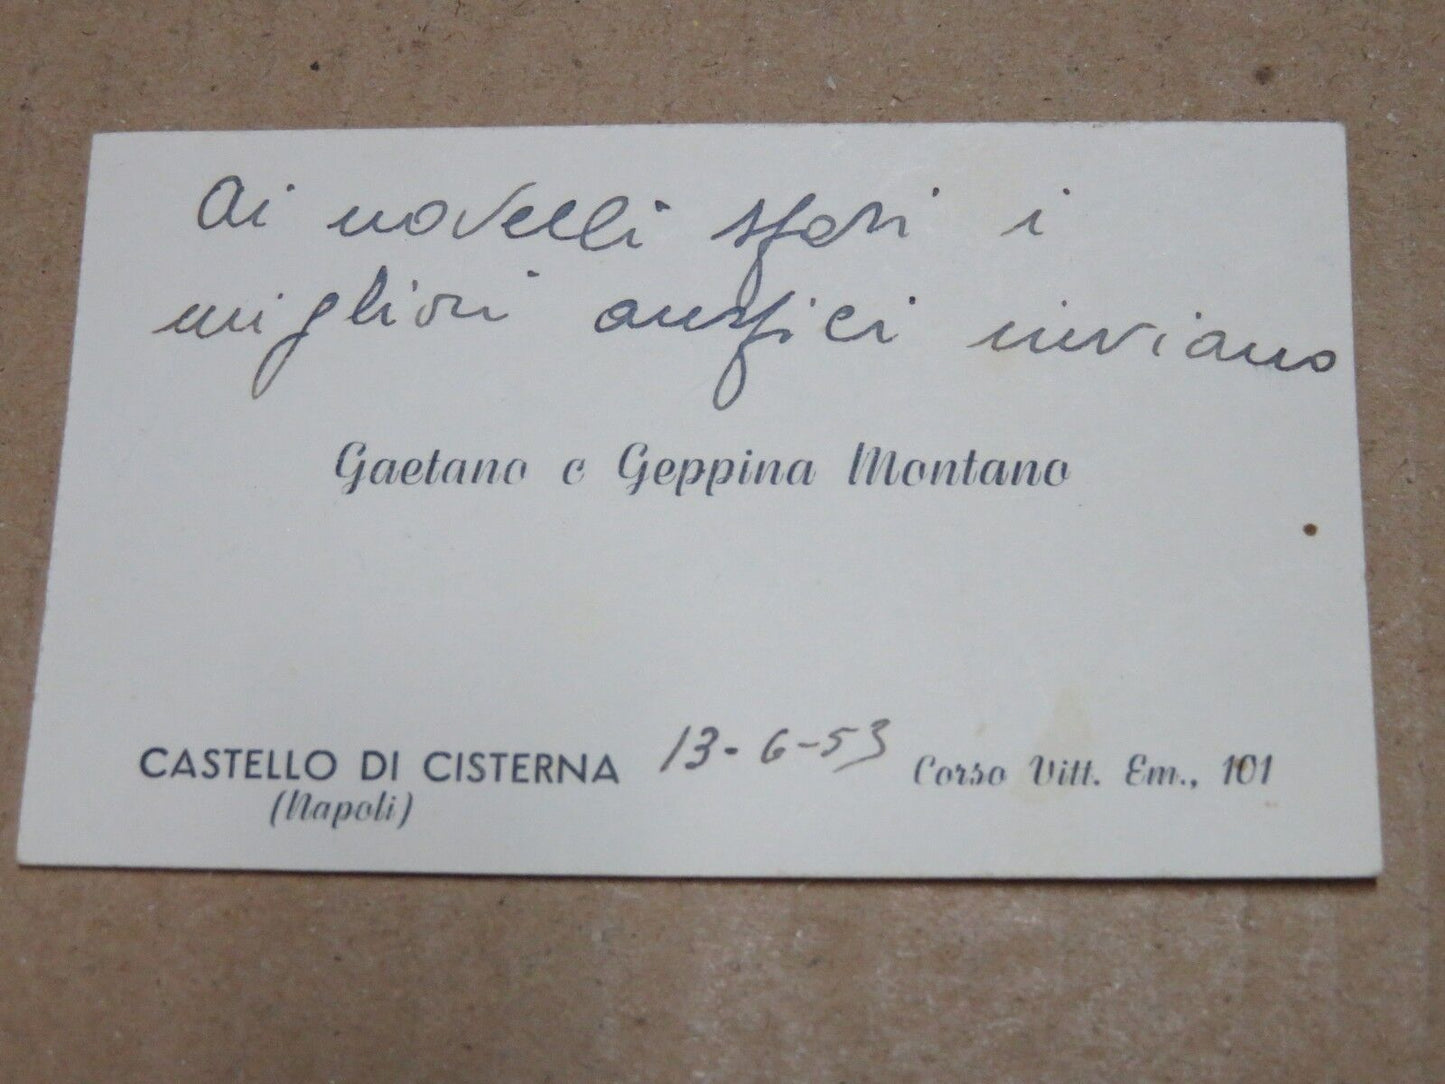 Ai novelli sposi i
migliori auspici inviano
Gaetano e Geppina Montano
CASTELLO DI CISTERNA 13-6-53 Corso Vitt. Em., 101
(Napoli)